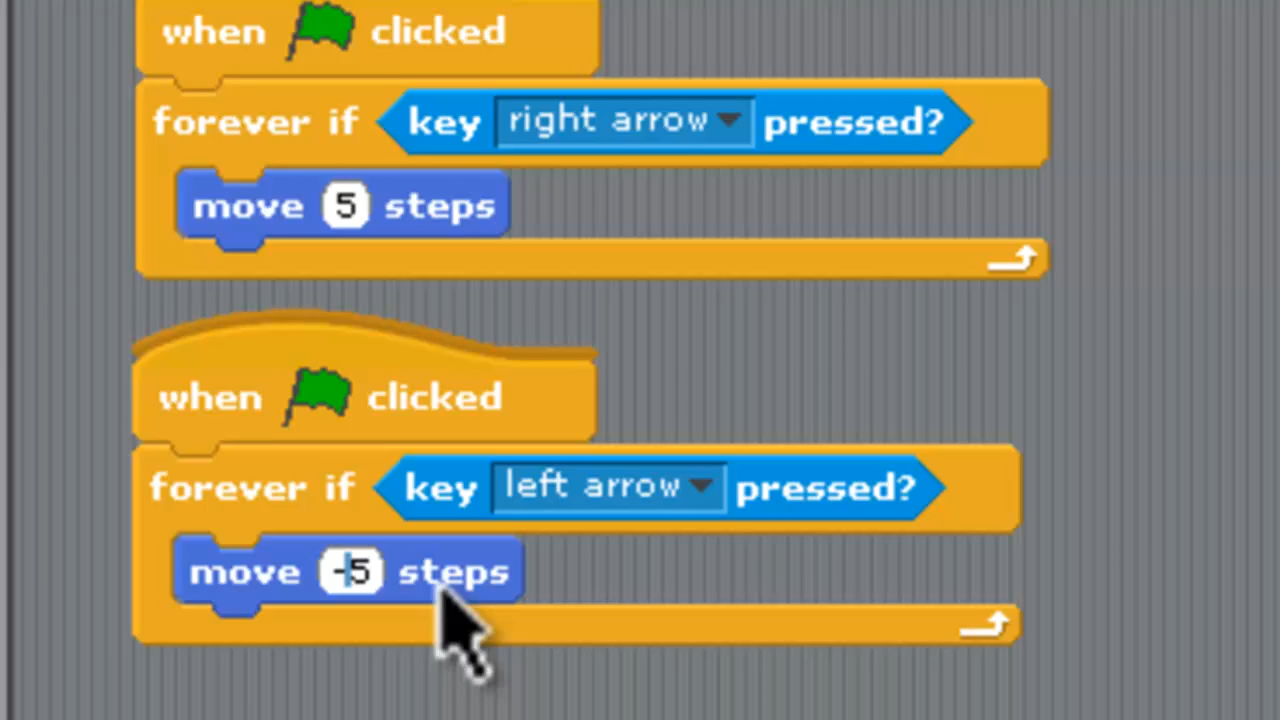 when clicked
forever if key right arrow pressed?
move 5 steps
when clicked
forever if key left arrow pressed?
move -5 steps